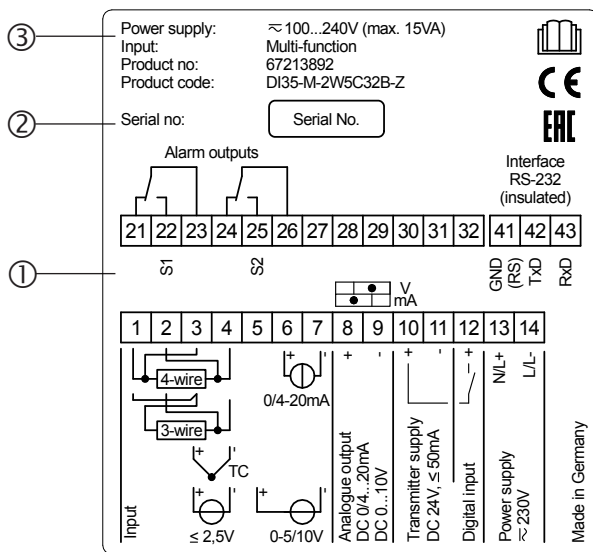 ③ Power supply: ≂ 100...240V (max. 15VA)
Input: Multi-function
Product no: 67213892
Product code: DI35-M-2W5C32B-Z
CE
② Serial no: Serial No.
EAC
Alarm outputs
Interface
RS-232
(insulated)
21 22 23 24 25 26 27 28 29 30 31 32 41 42 43
① S1 S2
GND
(RS)
TxD
RxD
V
mA
1 2 3 4 5 6 7 8 9 10 11 12 13 14
+ - + - + - - +
N/L+
L/L-
4-wire
0/4-20mA
3-wire
+ -
TC
+ - + -
≤ 2,5V 0-5/10V
Input
Analogue output
DC 0/4...20mA
DC 0...10V
Transmitter supply
DC 24V, ≤ 50mA
Digital input
Power supply
≂ 230V
Made in Germany